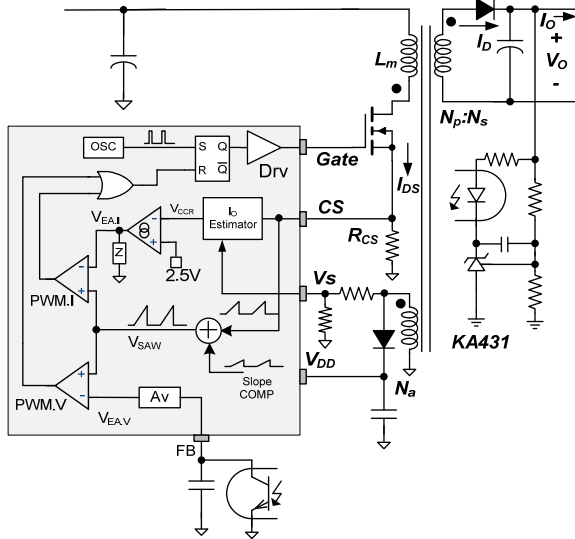 I_O
+
I_D
V_O
-
L_m
N_p:N_s
OSC
S Q
R Q̅
Drv
Gate
I_DS
V_CCR
I_O
Estimator
CS
V_EA.I
-
+
Z
2.5V
R_CS
Vs
-
+
PWM.I
V_SAW
+
KA431
V_DD
Slope
COMP
+
-
PWM.V
Av
N_a
V_EA.V
FB